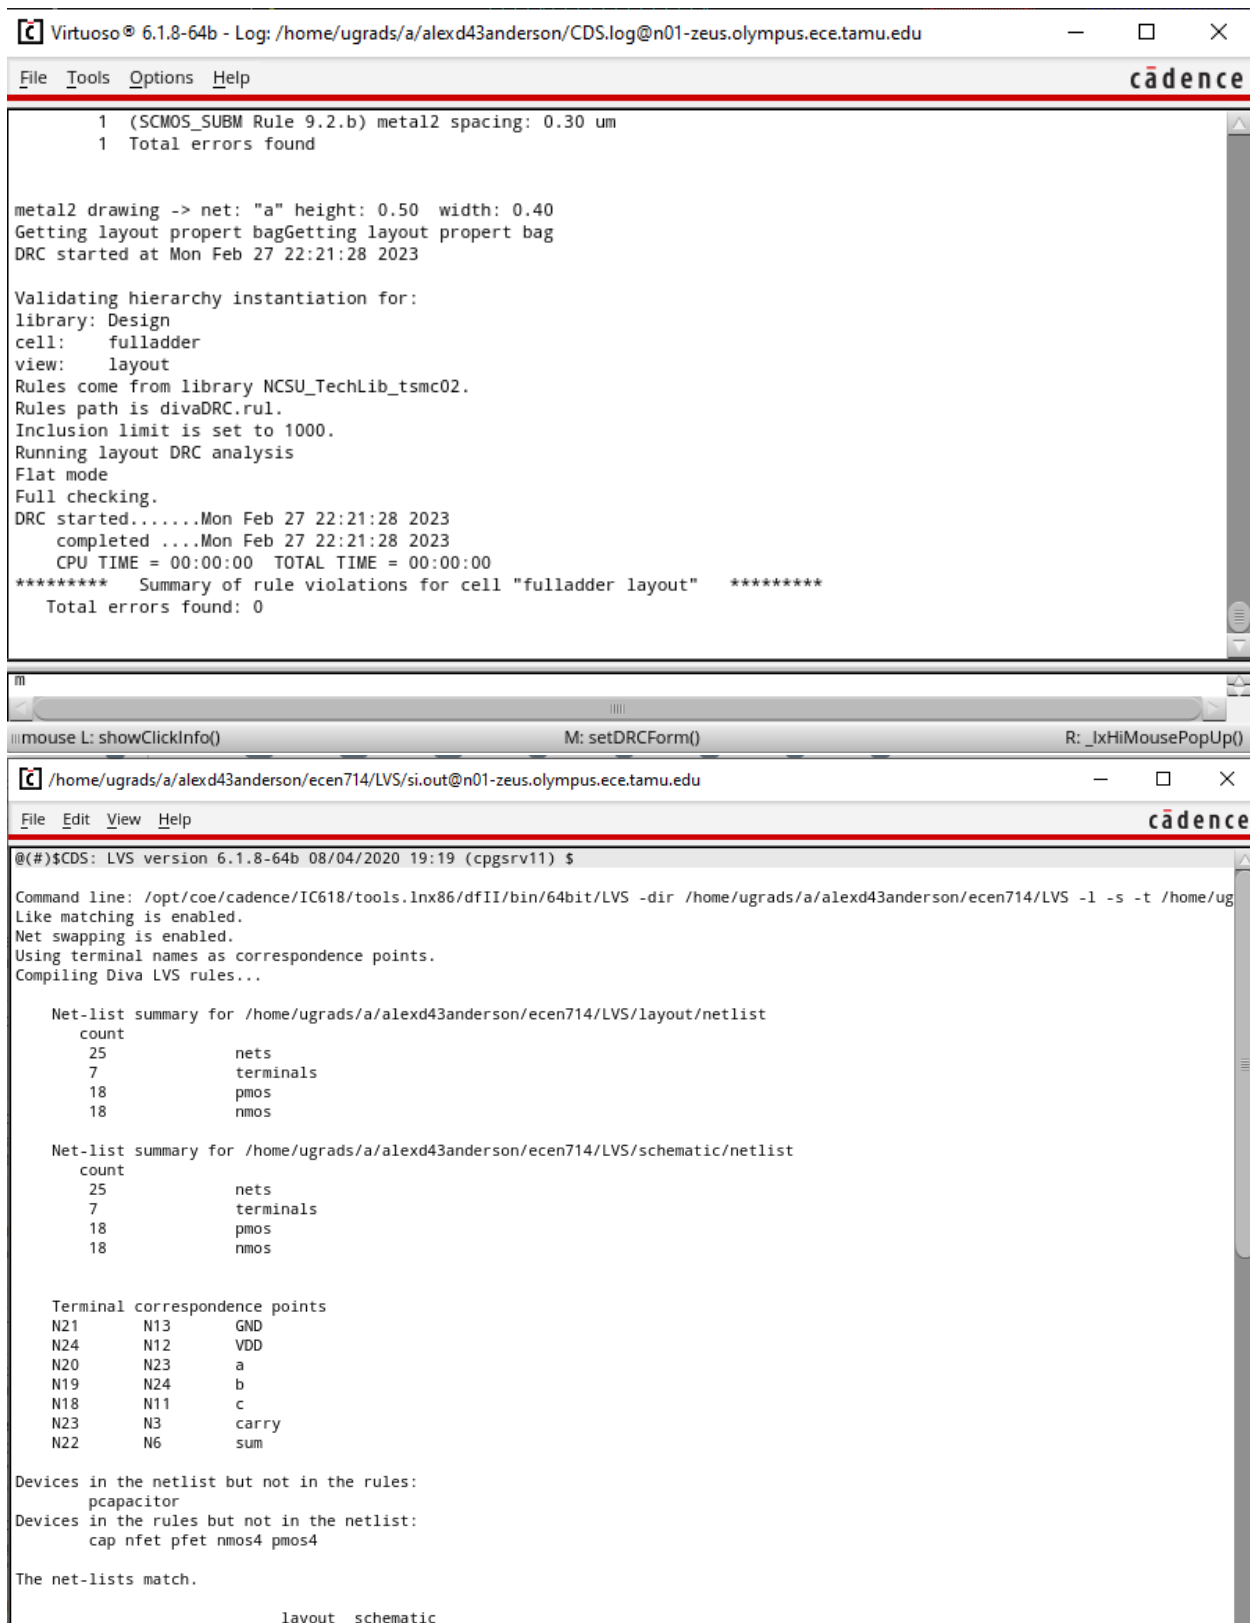 Virtuoso® 6.1.8-64b - Log: /home/ugrads/a/alexd43anderson/CDS.log@n01-zeus.olympus.ece.tamu.edu
File Tools Options Help cādence
1 (SCMOS_SUBM Rule 9.2.b) metal2 spacing: 0.30 um
1 Total errors found
metal2 drawing -> net: "a" height: 0.50 width: 0.40
Getting layout propert bagGetting layout propert bag
DRC started at Mon Feb 27 22:21:28 2023
Validating hierarchy instantiation for:
library: Design
cell: fulladder
view: layout
Rules come from library NCSU_TechLib_tsmc02.
Rules path is divaDRC.rul.
Inclusion limit is set to 1000.
Running layout DRC analysis
Flat mode
Full checking.
DRC started.......Mon Feb 27 22:21:28 2023
completed ....Mon Feb 27 22:21:28 2023
CPU TIME = 00:00:00 TOTAL TIME = 00:00:00
********* Summary of rule violations for cell "fulladder layout" *********
Total errors found: 0
m
mouse L: showClickInfo() M: setDRCForm() R: _lxHiMousePopUp()
/home/ugrads/a/alexd43anderson/ecen714/LVS/si.out@n01-zeus.olympus.ece.tamu.edu
File Edit View Help cādence
@(#)$CDS: LVS version 6.1.8-64b 08/04/2020 19:19 (cpgsrv11) $
Command line: /opt/coe/cadence/IC618/tools.lnx86/dfII/bin/64bit/LVS -dir /home/ugrads/a/alexd43anderson/ecen714/LVS -l -s -t /home/ug
Like matching is enabled.
Net swapping is enabled.
Using terminal names as correspondence points.
Compiling Diva LVS rules...
Net-list summary for /home/ugrads/a/alexd43anderson/ecen714/LVS/layout/netlist
count
25 nets
7 terminals
18 pmos
18 nmos
Net-list summary for /home/ugrads/a/alexd43anderson/ecen714/LVS/schematic/netlist
count
25 nets
7 terminals
18 pmos
18 nmos
Terminal correspondence points
N21 N13 GND
N24 N12 VDD
N20 N23 a
N19 N24 b
N18 N11 c
N23 N3 carry
N22 N6 sum
Devices in the netlist but not in the rules:
pcapacitor
Devices in the rules but not in the netlist:
cap nfet pfet nmos4 pmos4
The net-lists match.
layout schematic